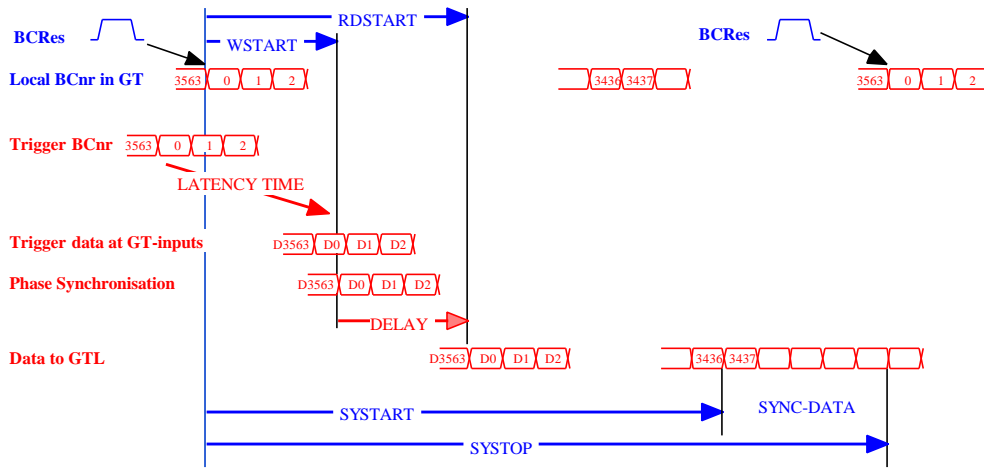 RDSTART
BCRes
WSTART
BCRes
Local BCnr in GT 3563 0 1 2 3436 3437 3563 0 1 2
Trigger BCnr 3563 0 1 2
LATENCY TIME
Trigger data at GT-inputs D3563 D0 D1 D2
Phase Synchronisation D3563 D0 D1 D2
DELAY
Data to GTL D3563 D0 D1 D2 3436 3437
SYSTART SYNC-DATA
SYSTOP